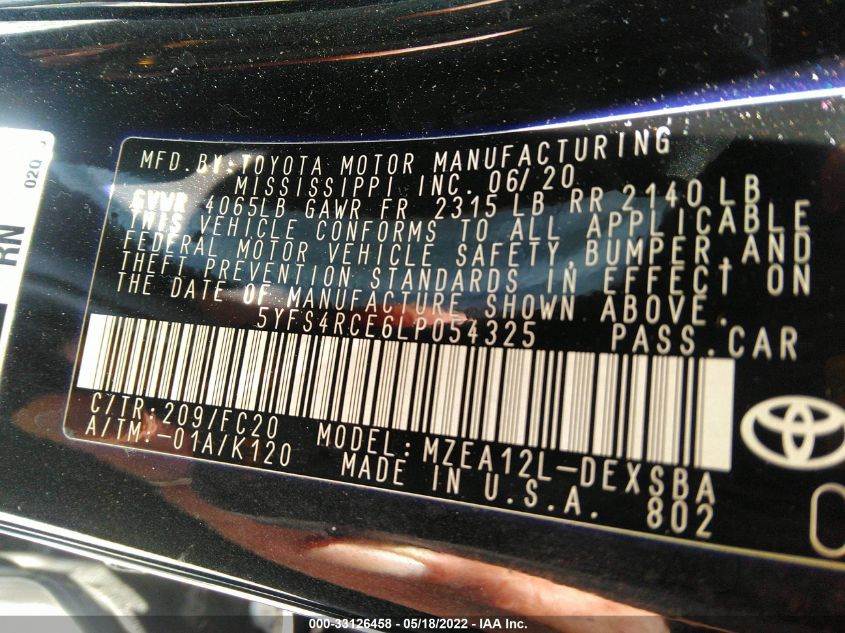 02Q
RN
MFD.BY:TOYOTA MOTOR MANUFACTURING
MISSISSIPPI INC. 06/20
GVWR 4065LB GAWR FR 2315 LB RR 2140 LB
THIS VEHICLE CONFORMS TO ALL APPLICABLE
FEDERAL MOTOR VEHICLE SAFETY,BUMPER,AND
THEFT PREVENTION STANDARDS IN EFFECT ON
THE DATE OF MANUFACTURE SHOWN ABOVE.
5YFS4RCE6LP054325 PASS.CAR
C/TR:209/FC20
A/TM:-01A/K120
MODEL:MZEA12L-DEXSBA
MADE IN U.S.A. 802
000-33126458 - 05/18/2022 - IAA Inc.